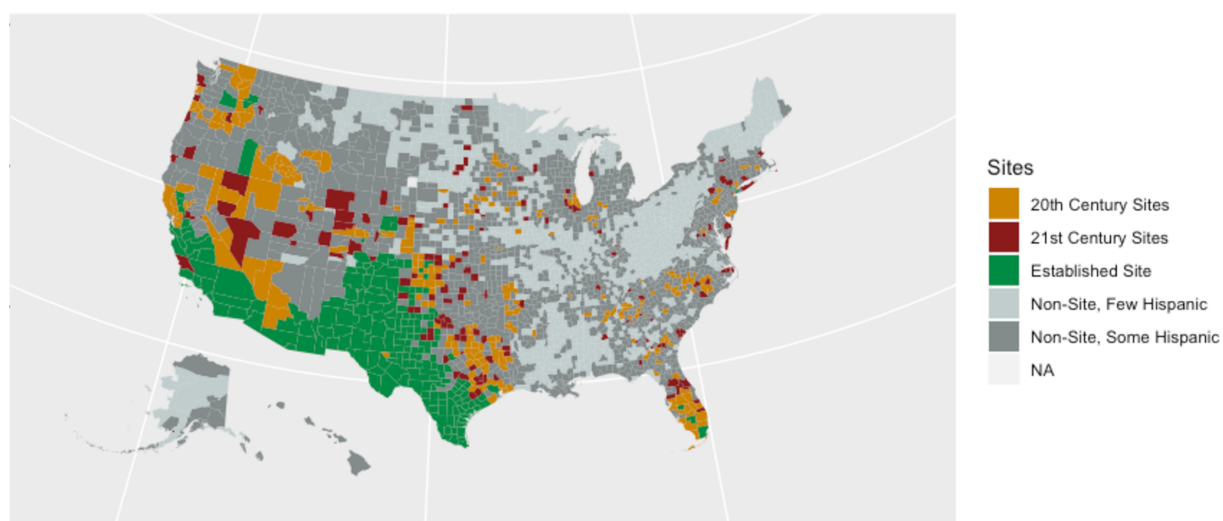 Sites
20th Century Sites
21st Century Sites
Established Site
Non-Site, Few Hispanic
Non-Site, Some Hispanic
NA